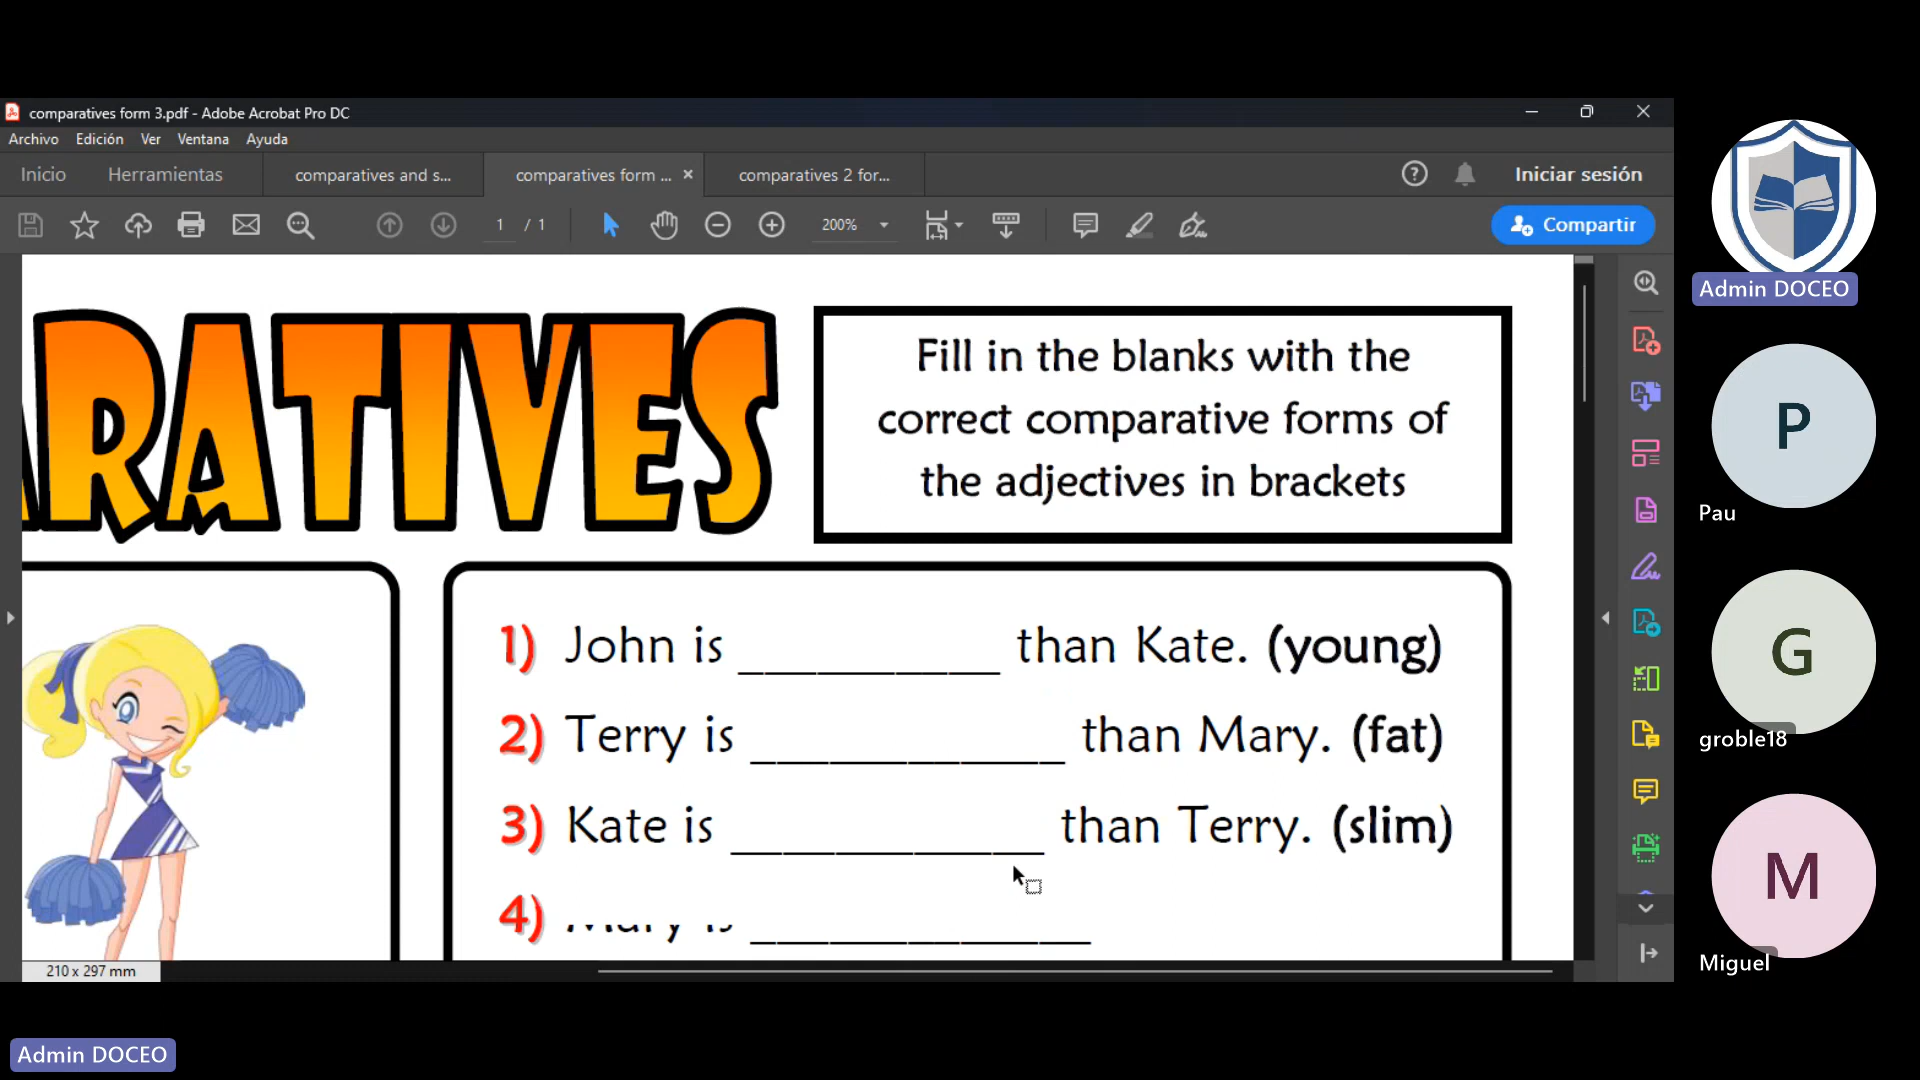 comparatives form 3.pdf - Adobe Acrobat Pro DC
Archivo Edición Ver Ventana Ayuda
Inicio Herramientas comparatives and s... comparatives form ... comparatives 2 for... Iniciar sesión
1 / 1 200% Compartir
RATIVES
Fill in the blanks with the
correct comparative forms of
the adjectives in brackets
1) John is __________ than Kate. (young)
2) Terry is ____________ than Mary. (fat)
3) Kate is ____________ than Terry. (slim)
4) Mary is _____________
210 x 297 mm
Admin DOCEO
P
Pau
G
groble18
M
Miguel
Admin DOCEO